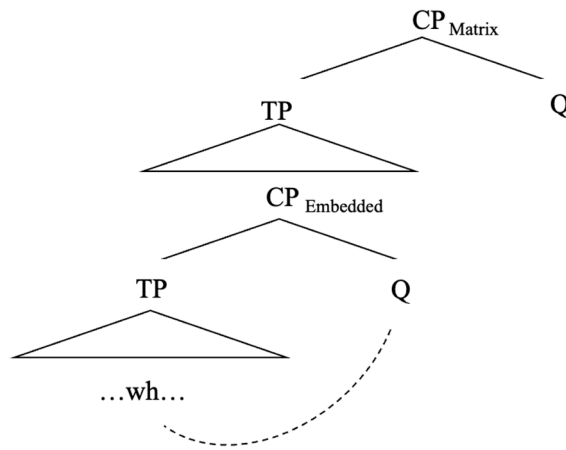 CP Matrix
Q
TP
CP Embedded
TP Q
…wh…